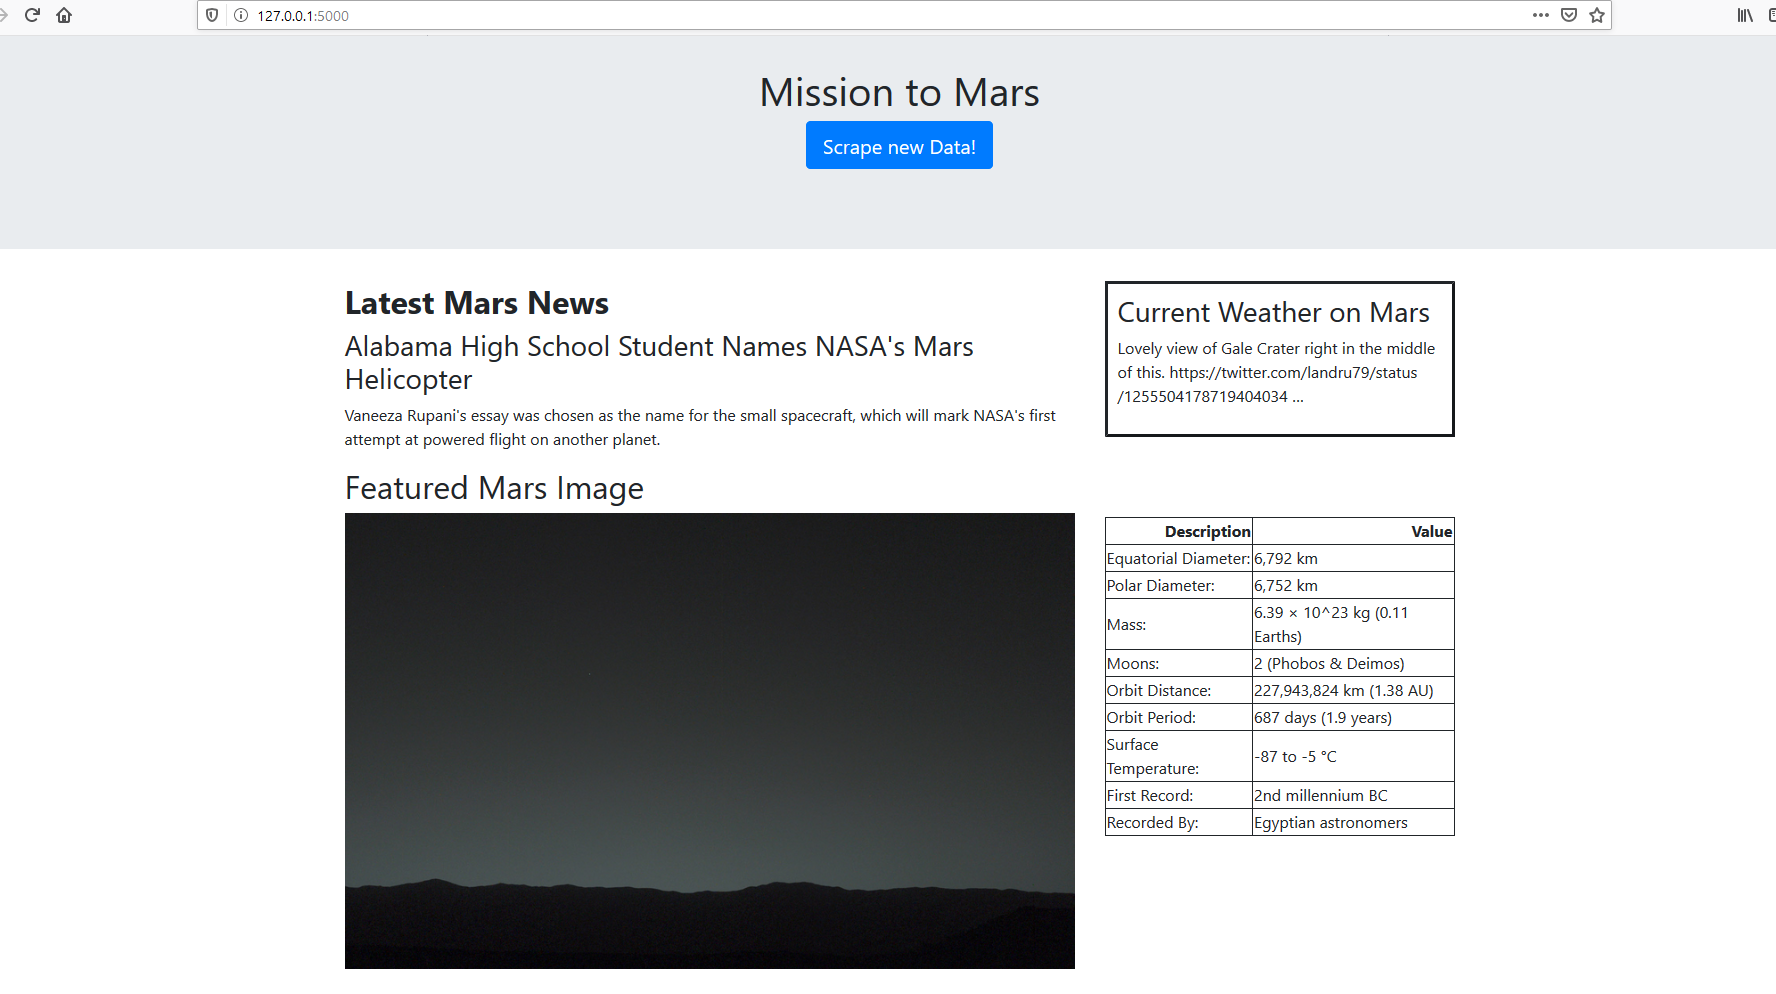 127.0.0.1:5000
Mission to Mars
Scrape new Data!
Latest Mars News
Alabama High School Student Names NASA's Mars
Helicopter
Vaneeza Rupani's essay was chosen as the name for the small spacecraft, which will mark NASA's first
attempt at powered flight on another planet.
Current Weather on Mars
Lovely view of Gale Crater right in the middle
of this. https://twitter.com/landru79/status
/1255504178719404034 ...
Featured Mars Image
Description Value
Equatorial Diameter: 6,792 km
Polar Diameter: 6,752 km
Mass: 6.39 × 10^23 kg (0.11
Earths)
Moons: 2 (Phobos & Deimos)
Orbit Distance: 227,943,824 km (1.38 AU)
Orbit Period: 687 days (1.9 years)
Surface
Temperature: -87 to -5 °C
First Record: 2nd millennium BC
Recorded By: Egyptian astronomers